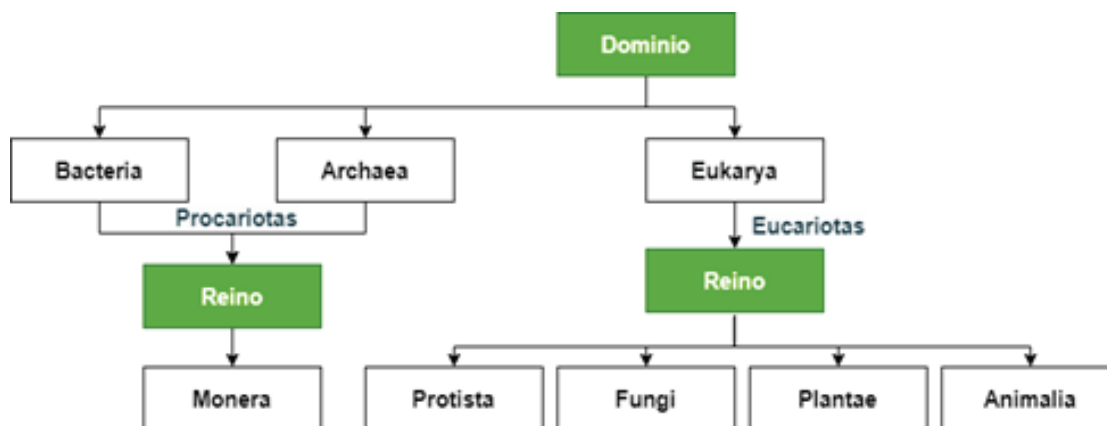 Dominio
Bacteria
Archaea
Eukarya
Procariotas
Eucariotas
Reino
Reino
Monera
Protista
Fungi
Plantae
Animalia